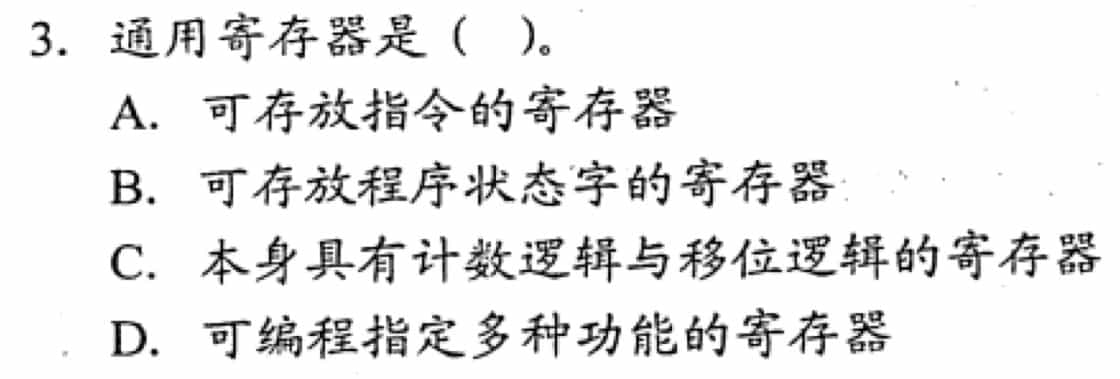 3. 通用寄存器是（ ）。
A. 可存放指令的寄存器
B. 可存放程序状态字的寄存器
C. 本身具有计数逻辑与移位逻辑的寄存器
D. 可编程指定多种功能的寄存器